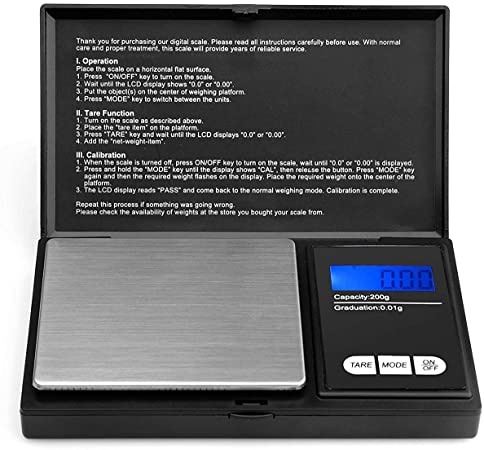 Thank you for purchasing our digital scale. Please read all instructions carefully before use. With normal
care and proper treatment, this scale will provide years of reliable service.
I. Operation
Place the scale on a horizontal flat surface.
1. Press "ON/OFF" key to turn on the scale.
2. Wait until the LCD display shows "0.0" or "0.00".
3. Put the object(s) on the center of weighing platform.
4. Press "MODE" key to switch between the units.
II. Tare Function
1. Turn on the scale as described above.
2. Place the "tare item" on the platform.
3. Press "TARE" key and wait until the LCD displays "0.0" or "0.00".
4. Add the "net-weight-item".
III. Calibration
1. When the scale is turned off, press ON/OFF key to turn on the scale, wait until "0.0" or "0.00" is displayed.
2. Press and hold the "MODE" key until the display shows "CAL", then relese the button. Press "MODE" key
again and then the required weight flashes on the display. Place the required weight onto the center of the
platform.
3. The LCD display reads "PASS" and come back to the normal weighing mode. Calibration is complete.
Repeat this process if something was going wrong.
Please check the availability of weights at the store you bought your scale from.
0.00
Capacity:200g
Graduation:0.01g
TARE
MODE
ON
OFF